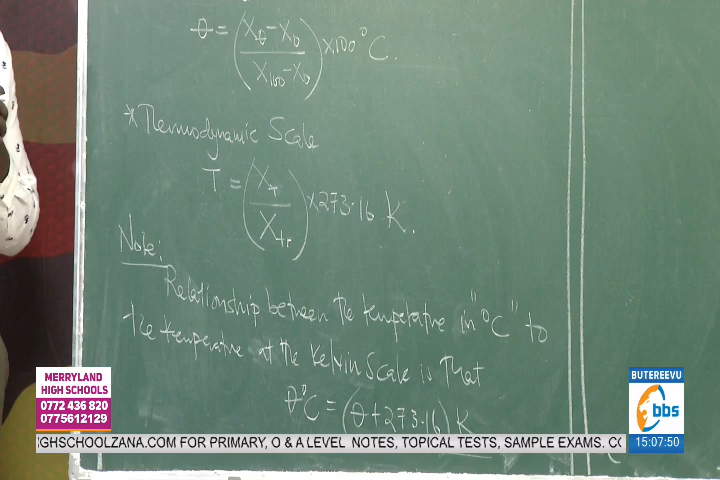 θ = (Xθ - X0 / X100 - X0) × 100 °C.
*Thermodynamic Scale
T = (XT / Xtr) × 273.16 K.
Note:
Relationship between the temperature in "°C" to
the temperature at the Kelvin Scale is that
θ°C = (θ + 273.16) K
MERRYLAND
HIGH SCHOOLS
0772 436 820
0775612129
BUTEREEVU
bbs
15:07:50
IGHSCHOOLZANA.COM FOR PRIMARY, O & A LEVEL NOTES, TOPICAL TESTS, SAMPLE EXAMS. CO